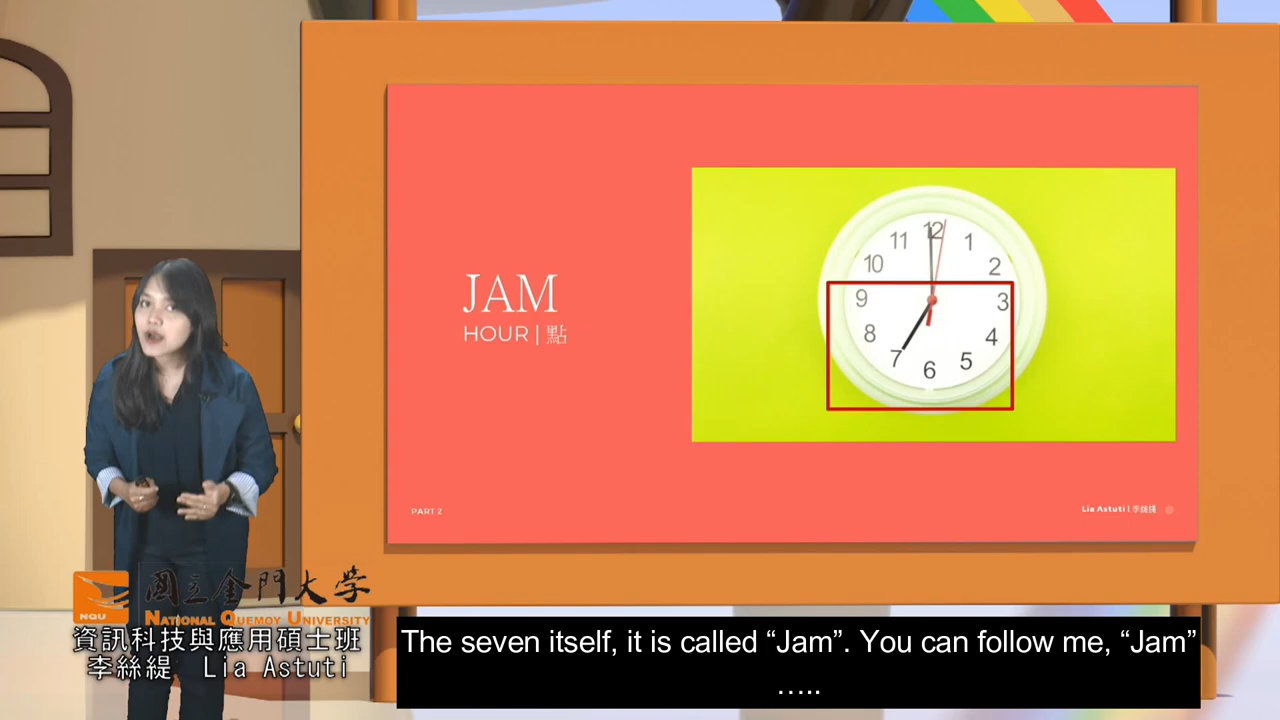 JAM
HOUR | 點
12
1
2
3
4
5
6
7
8
9
10
11
PART 2
Lia Astuti | 李絲緹
NQU
國立金門大學
NATIONAL QUEMOY UNIVERSITY
資訊科技與應用碩士班
李絲緹 Lia Astuti
The seven itself, it is called “Jam”. You can follow me, “Jam”
…..